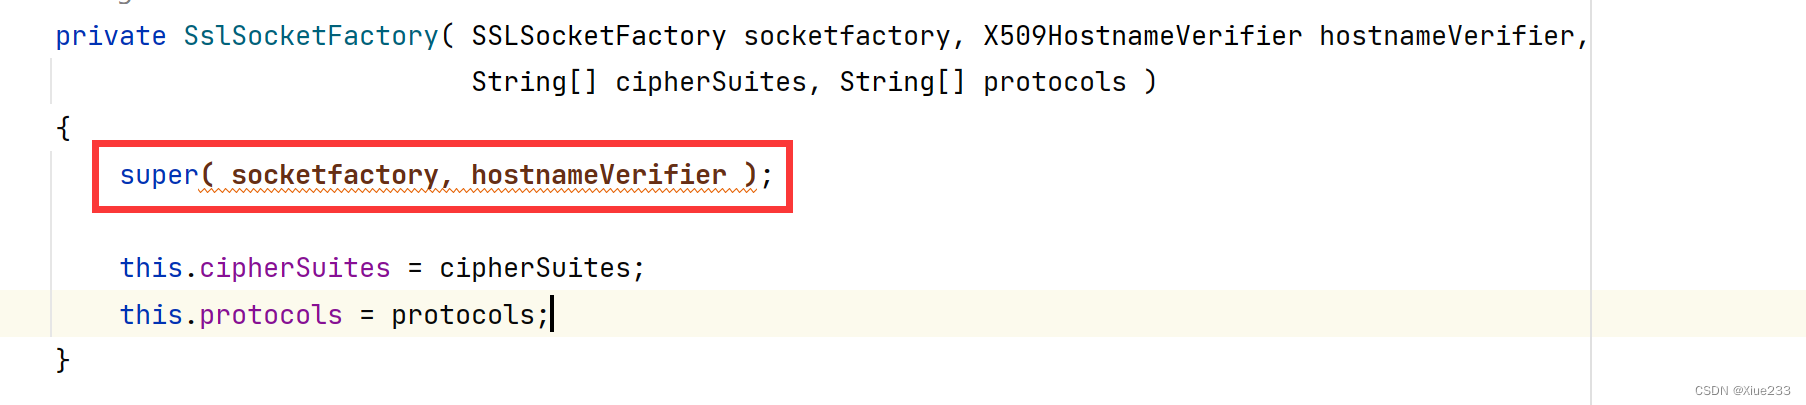 private SslSocketFactory( SSLSocketFactory socketfactory, X509HostnameVerifier hostnameVerifier,
String[] cipherSuites, String[] protocols )
{
super( socketfactory, hostnameVerifier );
this.cipherSuites = cipherSuites;
this.protocols = protocols;
}
CSDN @Xiue233